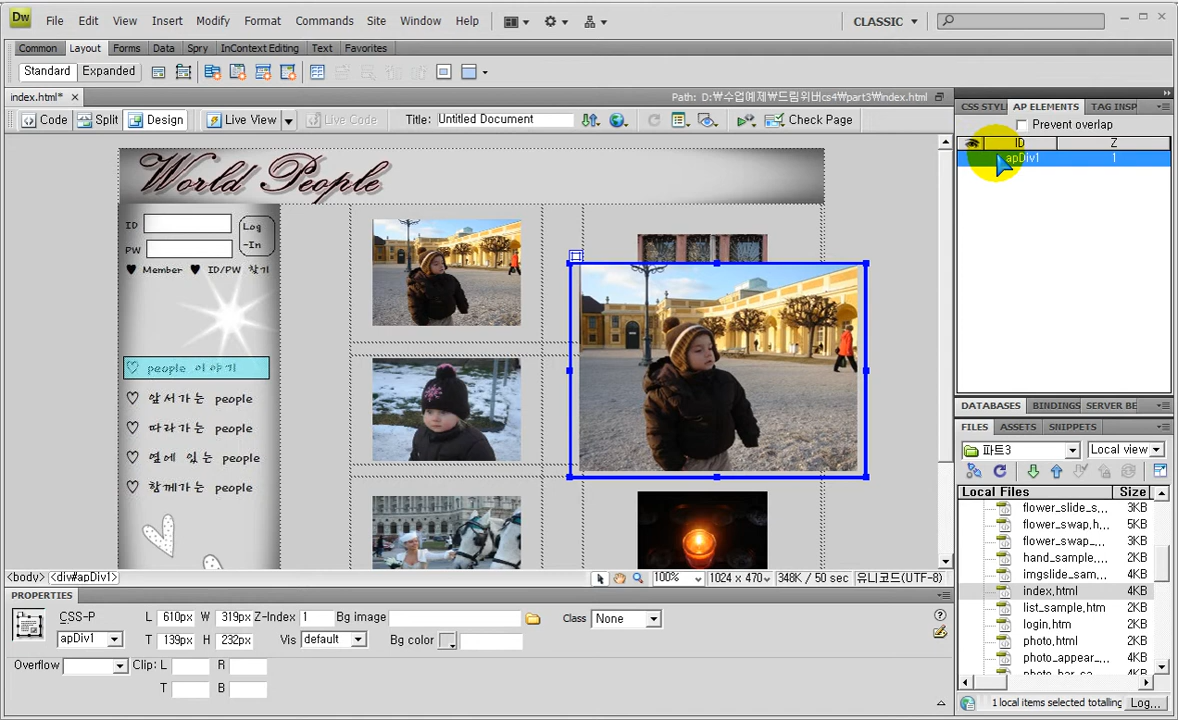 Dw File Edit View Insert Modify Format Commands Site Window Help CLASSIC
Common Layout Forms Data Spry InContext Editing Text Favorites
Standard Expanded
index.html* Path: D:₩수업예제₩드림위버cs4₩part3₩index.html
Code Split Design Live View Live Code Title: Untitled Document Check Page
CSS STYL AP ELEMENTS TAG INSP
Prevent overlap
ID Z
apDiv1 1
World People
ID Log
PW -In
♥ Member ♥ ID/PW 찾기
♡ people 이야기
♡ 앞서가는 people
♡ 따라가는 people
♡ 옆에 있는 people
♡ 함께가는 people
DATABASES BINDINGS SERVER BE
FILES ASSETS SNIPPETS
파트3 Local view
Local Files Size
flower_slide_s... 3KB
flower_swap,h... 5KB
flower_swap_... 3KB
hand_sample,... 2KB
imgslide_sam... 4KB
index,html 4KB
list_sample,htm 2KB
login,htm 2KB
photo,html 2KB
photo_appear_... 4KB
1 local items selected totalling Log...
<body> <div#apDiv1> 100% 1024 x 470 348K / 50 sec 유니코드(UTF-8)
PROPERTIES
CSS-P L 610px W 319px Z-Index 1 Bg image Class None
apDiv1 T 139px H 232px Vis default Bg color
Overflow Clip: L R
T B